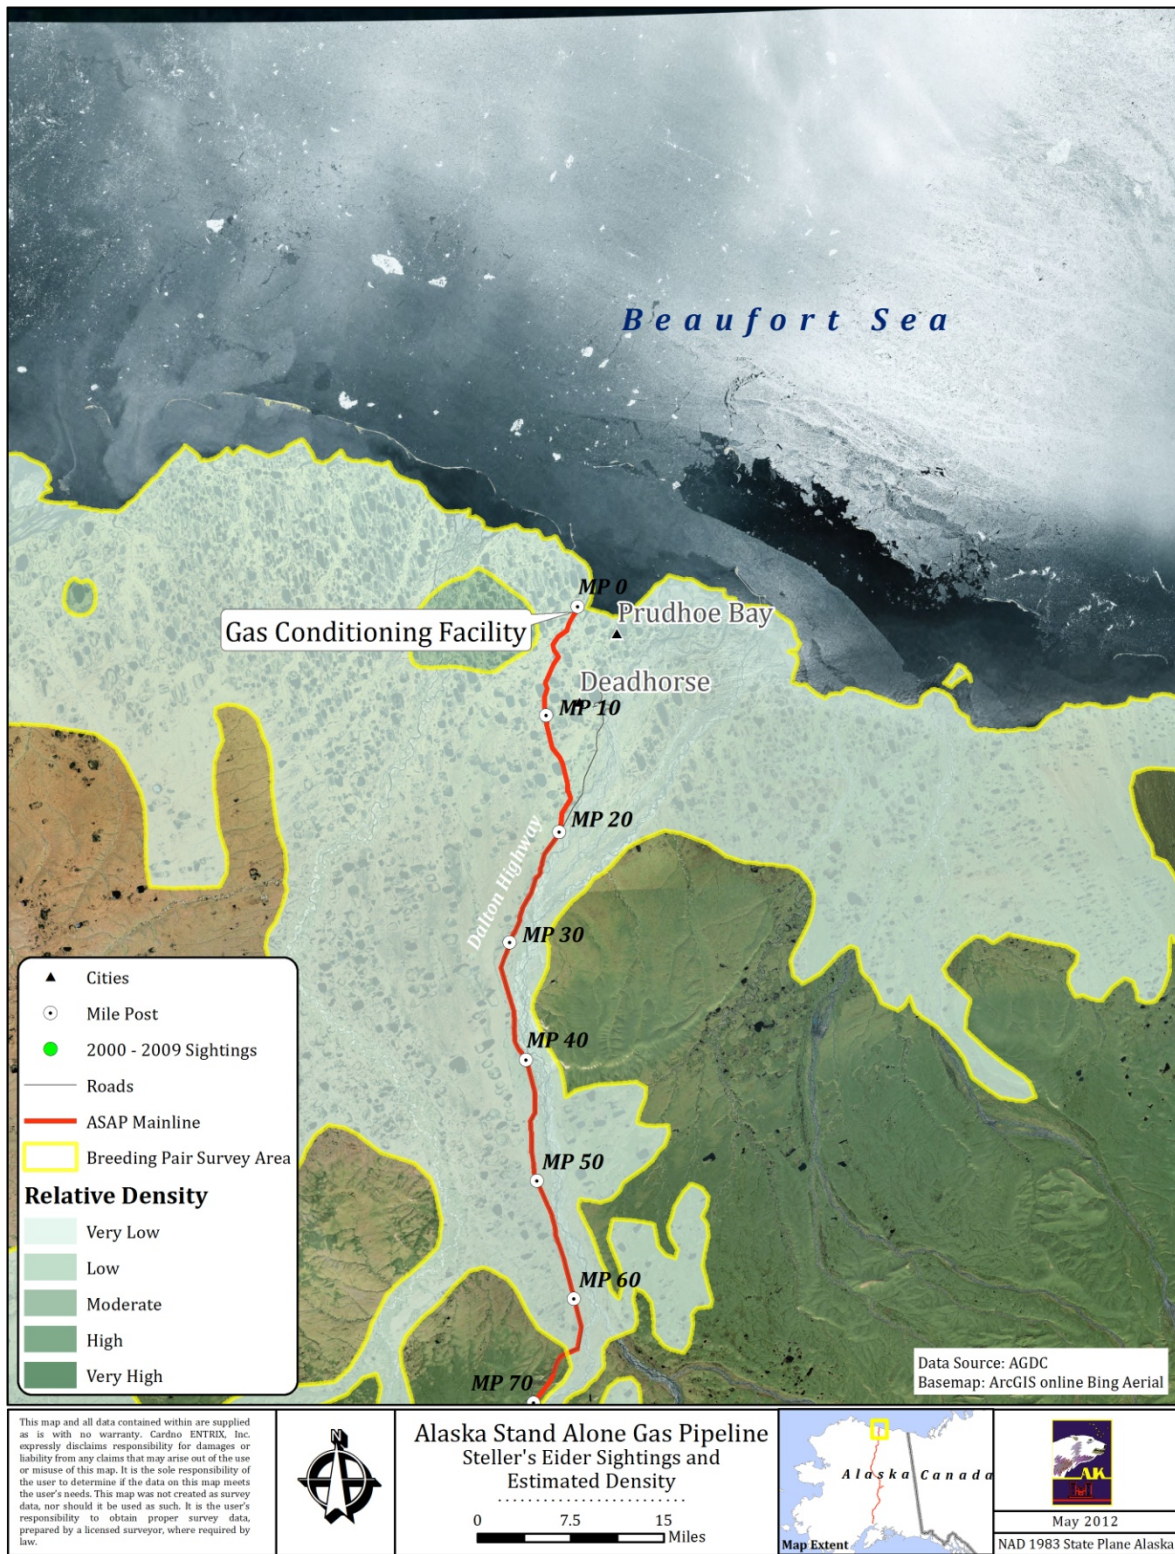 Beaufort Sea
MP 0
Prudhoe Bay
Gas Conditioning Facility
Deadhorse
MP 10
MP 20
Dalton Highway
MP 30
MP 40
MP 50
MP 60
MP 70
Cities
Mile Post
2000 - 2009 Sightings
Roads
ASAP Mainline
Breeding Pair Survey Area
Relative Density
Very Low
Low
Moderate
High
Very High
Data Source: AGDC
Basemap: ArcGIS online Bing Aerial
This map and all data contained within are supplied
as is with no warranty. Cardno ENTRIX, Inc.
expressly disclaims responsibility for damages or
liability from any claims that may arise out of the use
or misuse of this map. It is the sole responsibility of
the user to determine if the data on this map meets
the user's needs. This map was not created as survey
data, nor should it be used as such. It is the user's
responsibility to obtain proper survey data,
prepared by a licensed surveyor, where required by
law.
N
Alaska Stand Alone Gas Pipeline
Steller's Eider Sightings and
Estimated Density
0 7.5 15
Miles
Alaska Canada
Map Extent
AK
May 2012
NAD 1983 State Plane Alaska